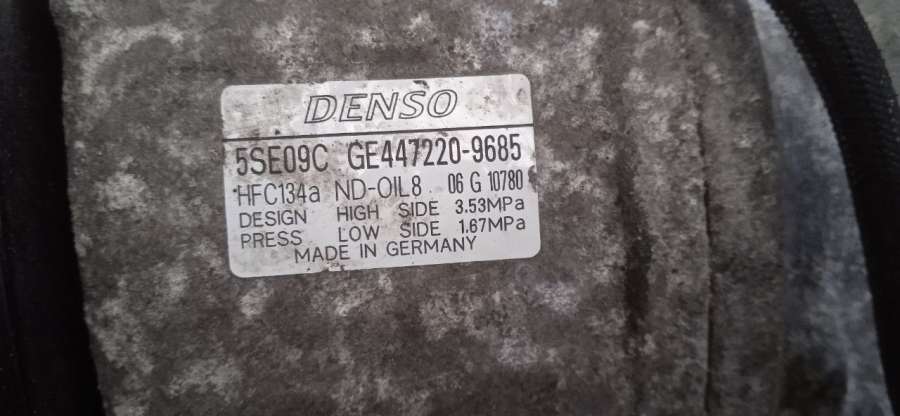 DENSO
5SE09C GE447220-9685
HFC134a ND-OIL8 06 G 10780
DESIGN HIGH SIDE 3.53MPa
PRESS LOW SIDE 1.67MPa
MADE IN GERMANY